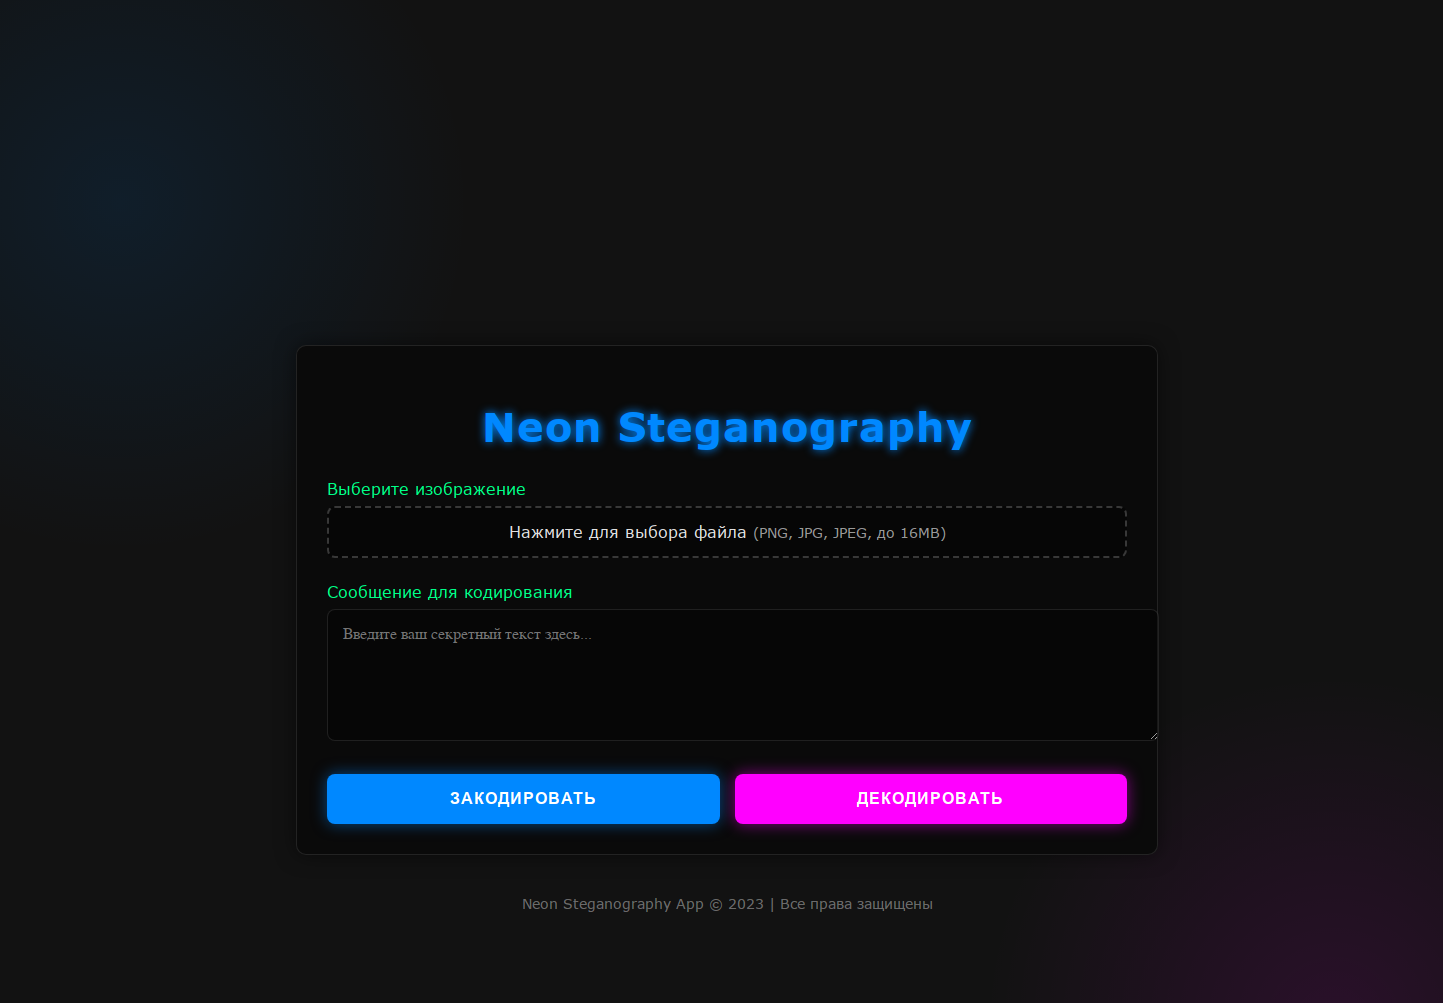 Neon Steganography
Выберите изображение
Нажмите для выбора файла (PNG, JPG, JPEG, до 16MB)
Сообщение для кодирования
Введите ваш секретный текст здесь...
ЗАКОДИРОВАТЬ
ДЕКОДИРОВАТЬ
Neon Steganography App © 2023 | Все права защищены